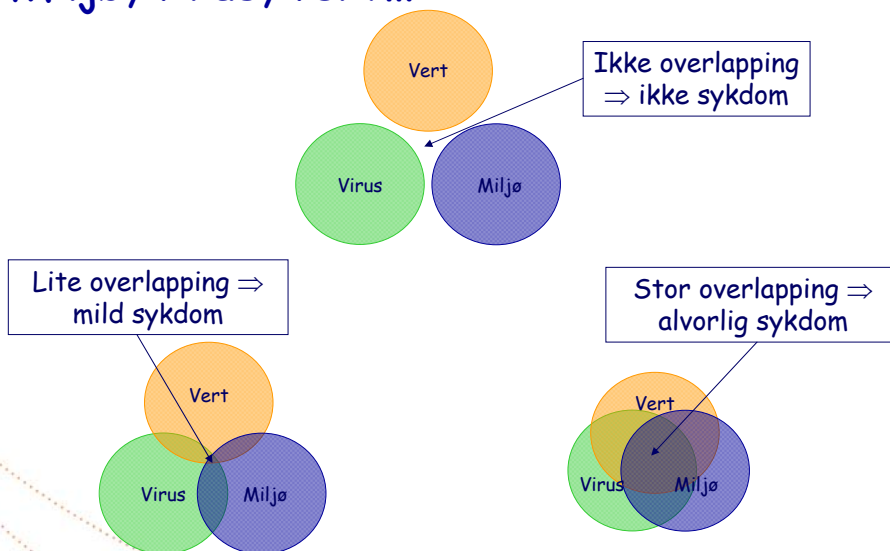 Vert
Ikke overlapping
⇒ ikke sykdom
Virus
Miljø
Lite overlapping ⇒
mild sykdom
Stor overlapping ⇒
alvorlig sykdom
Vert
Virus
Miljø
Vert
Virus
Miljø